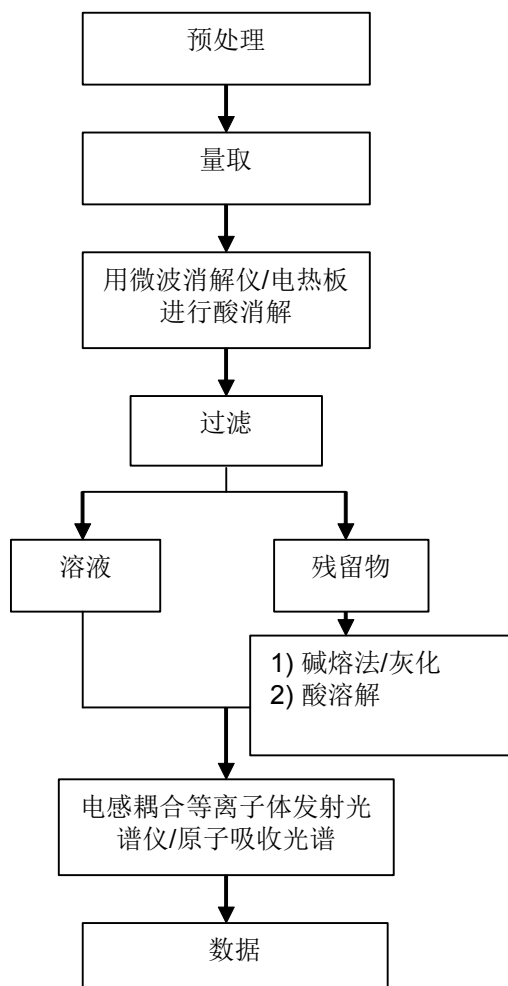 预处理
量取
用微波消解仪/电热板
进行酸消解
过滤
溶液
残留物
1) 碱熔法/灰化
2) 酸溶解
电感耦合等离子体发射光
谱仪/原子吸收光谱
数据